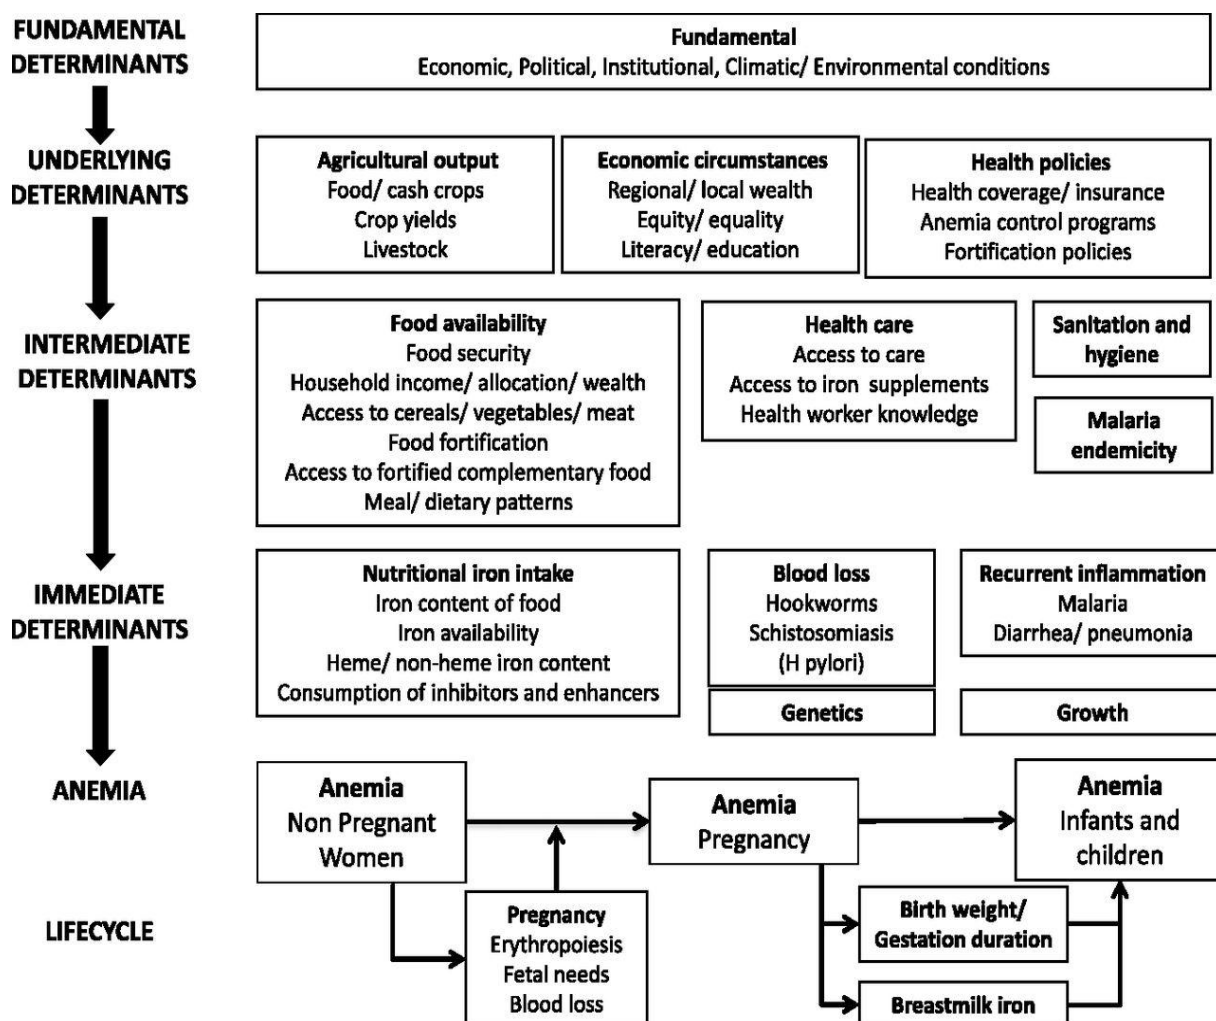 FUNDAMENTAL
DETERMINANTS
Fundamental
Economic, Political, Institutional, Climatic/ Environmental conditions
UNDERLYING
DETERMINANTS
Agricultural output
Food/ cash crops
Crop yields
Livestock
Economic circumstances
Regional/ local wealth
Equity/ equality
Literacy/ education
Health policies
Health coverage/ insurance
Anemia control programs
Fortification policies
INTERMEDIATE
DETERMINANTS
Food availability
Food security
Household income/ allocation/ wealth
Access to cereals/ vegetables/ meat
Food fortification
Access to fortified complementary food
Meal/ dietary patterns
Health care
Access to care
Access to iron supplements
Health worker knowledge
Sanitation and
hygiene
Malaria
endemicity
IMMEDIATE
DETERMINANTS
Nutritional iron intake
Iron content of food
Iron availability
Heme/ non-heme iron content
Consumption of inhibitors and enhancers
Blood loss
Hookworms
Schistosomiasis
(H pylori)
Genetics
Recurrent inflammation
Malaria
Diarrhea/ pneumonia
Growth
ANEMIA
Anemia
Non Pregnant
Women
Anemia
Pregnancy
Anemia
Infants and
children
LIFECYCLE
Pregnancy
Erythropoiesis
Fetal needs
Blood loss
Birth weight/
Gestation duration
Breastmilk iron